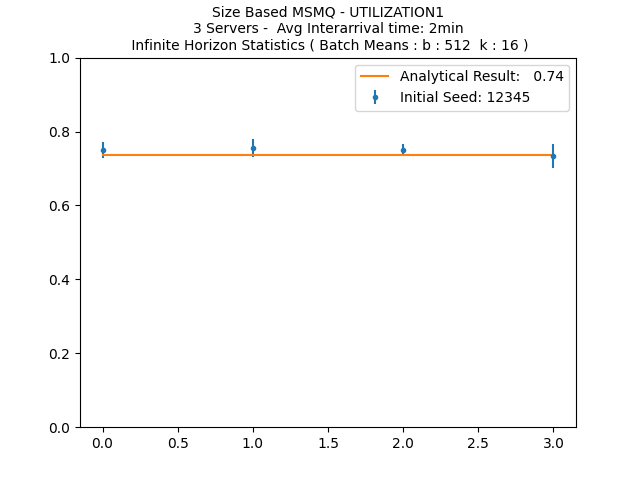 Size Based MSMQ - UTILIZATION1
3 Servers -  Avg Interarrival time: 2min
Infinite Horizon Statistics ( Batch Means : b : 512  k : 16 )
Analytical Result:   0.74
Initial Seed: 12345
1.0
0.8
0.6
0.4
0.2
0.0
0.0 0.5 1.0 1.5 2.0 2.5 3.0